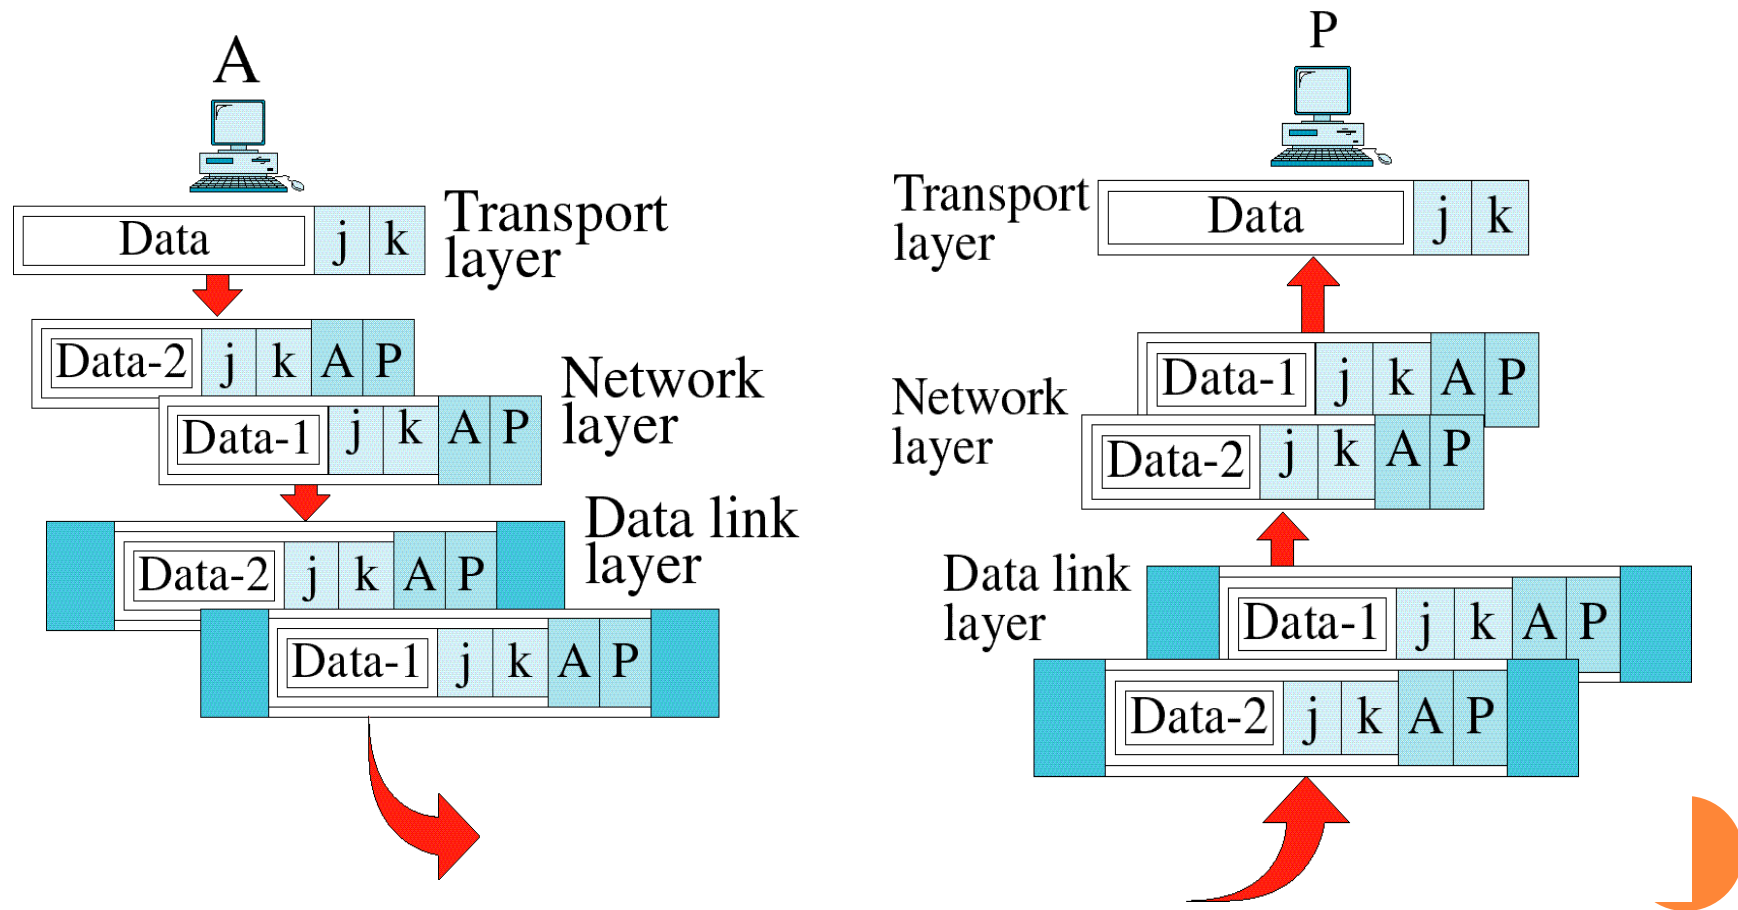 A
Data j k
Transport
layer
Data-2 j k A P
Data-1 j k A P
Network
layer
Data-2 j k A P
Data-1 j k A P
Data link
layer
P
Transport
layer
Data j k
Data-1 j k A P
Data-2 j k A P
Network
layer
Data link
layer
Data-1 j k A P
Data-2 j k A P